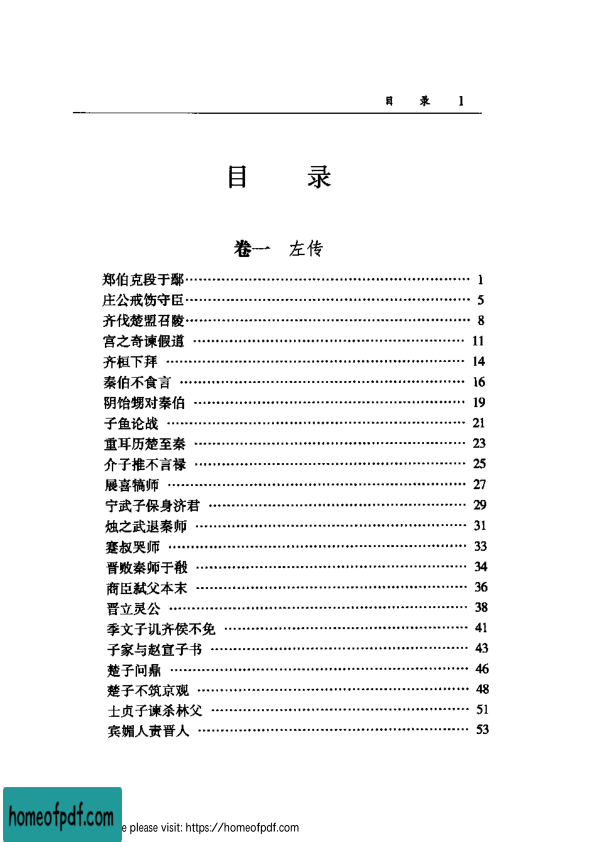 目 录 1
目 录
卷一 左传
郑伯克段于鄢…………………………………………… 1
庄公戒饬守臣…………………………………………… 5
齐伐楚盟召陵…………………………………………… 8
宫之奇谏假道 ………………………………………… 11
齐桓下拜 ……………………………………………… 14
秦伯不食言 …………………………………………… 16
阴饴甥对秦伯 ………………………………………… 19
子鱼论战 ……………………………………………… 21
重耳历楚至秦 ………………………………………… 23
介子推不言禄 ………………………………………… 25
展喜犒师 ……………………………………………… 27
宁武子保身济君 ……………………………………… 29
烛之武退秦师 ………………………………………… 31
蹇叔哭师 ……………………………………………… 33
晋败秦师于殽 ………………………………………… 34
商臣弑父本末 ………………………………………… 36
晋立灵公 ……………………………………………… 38
季文子讥齐侯不免 …………………………………… 41
子家与赵宣子书 ……………………………………… 43
楚子问鼎 ……………………………………………… 46
楚子不筑京观 ………………………………………… 48
士贞子谏杀林父 ……………………………………… 51
宾媚人责晋人 ………………………………………… 53
homeofpdf.com
e please visit: https://homeofpdf.com